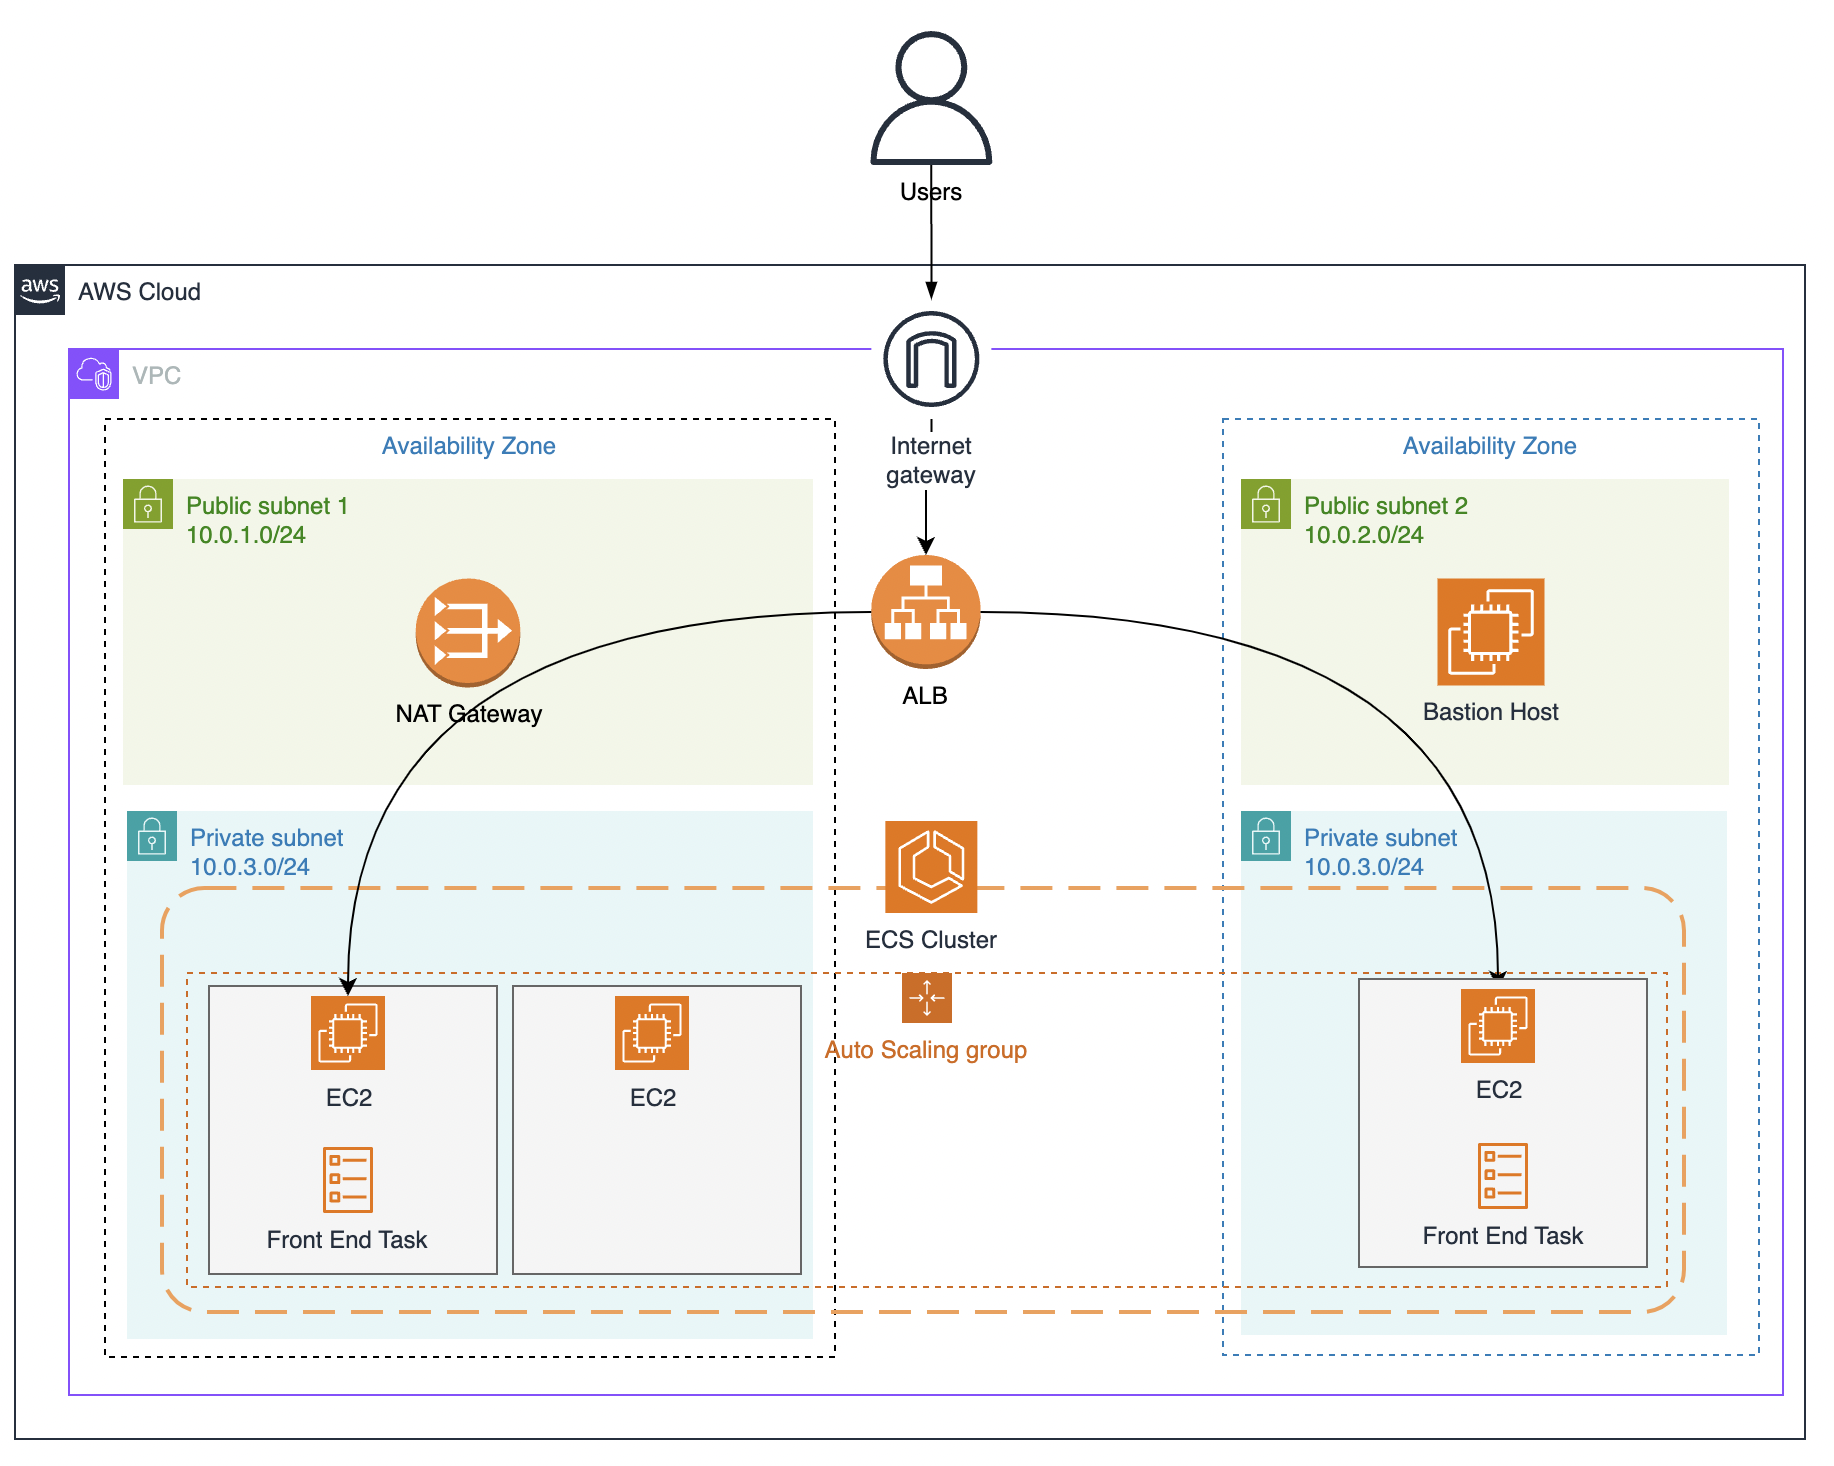 Users
aws
AWS Cloud
VPC
Availability Zone
Internet
gateway
Availability Zone
Public subnet 1
10.0.1.0/24
Public subnet 2
10.0.2.0/24
NAT Gateway
ALB
Bastion Host
Private subnet
10.0.3.0/24
Private subnet
10.0.3.0/24
ECS Cluster
Auto Scaling group
EC2
EC2
EC2
Front End Task
Front End Task